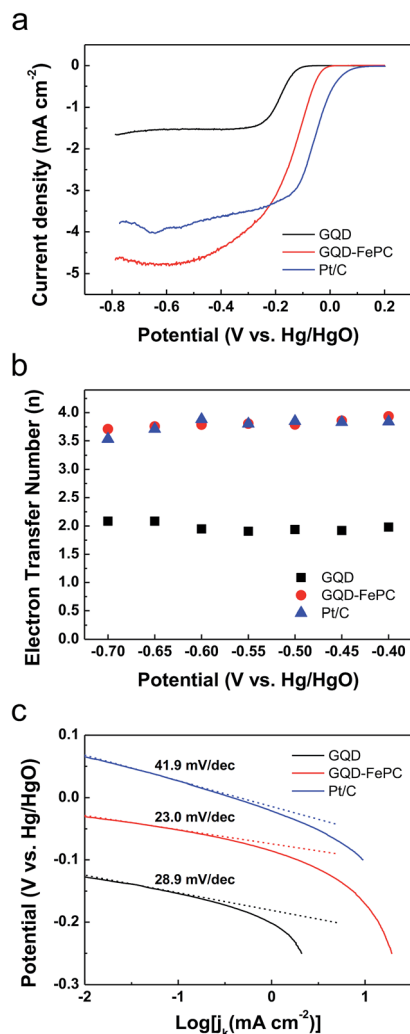 a
Current density (mA cm⁻²)
0
-1
-2
-3
-4
-5
GQD
GQD-FePC
Pt/C
-0.8 -0.6 -0.4 -0.2 0.0 0.2
Potential (V vs. Hg/HgO)
b
Electron Transfer Number (n)
4.0
3.5
3.0
2.5
2.0
1.5
1.0
0.5
0.0
GQD
GQD-FePC
Pt/C
-0.70 -0.65 -0.60 -0.55 -0.50 -0.45 -0.40
Potential (V vs. Hg/HgO)
c
Potential (V vs. Hg/HgO)
0.1
0.0
-0.1
-0.2
-0.3
41.9 mV/dec
23.0 mV/dec
28.9 mV/dec
GQD
GQD-FePC
Pt/C
-2 -1 0 1
Log[jₖ(mA cm⁻²)]